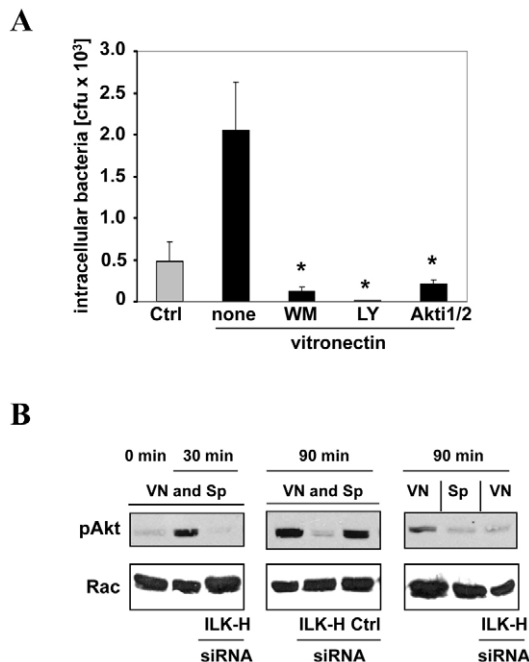 A
intracellular bacteria [cfu x 10³]
3.0
2.5
2.0
1.5
1.0
0.5
0
* * *
Ctrl none WM LY Akti1/2
vitronectin
B
0 min 30 min 90 min 90 min
VN and Sp VN and Sp VN Sp VN
pAkt
Rac
ILK-H ILK-H Ctrl ILK-H
siRNA siRNA siRNA